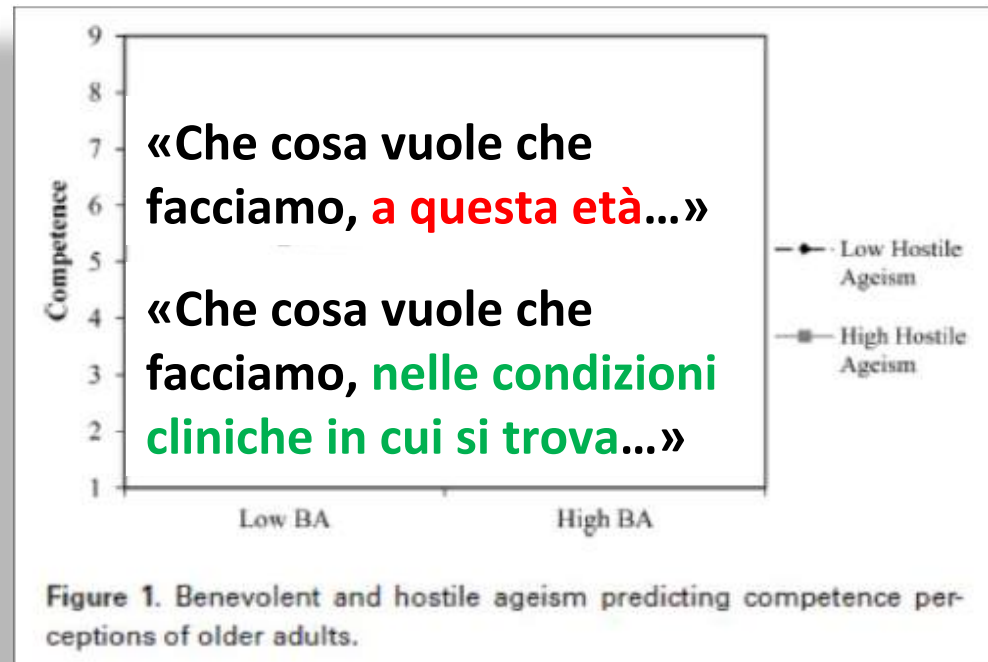 9
8
7
6
5
4
3
2
1
Competence
«Che cosa vuole che
facciamo, a questa età...»
«Che cosa vuole che
facciamo, nelle condizioni
cliniche in cui si trova...»
Low Hostile
Ageism
High Hostile
Ageism
Low BA
High BA
Figure 1. Benevolent and hostile ageism predicting competence per-
ceptions of older adults.